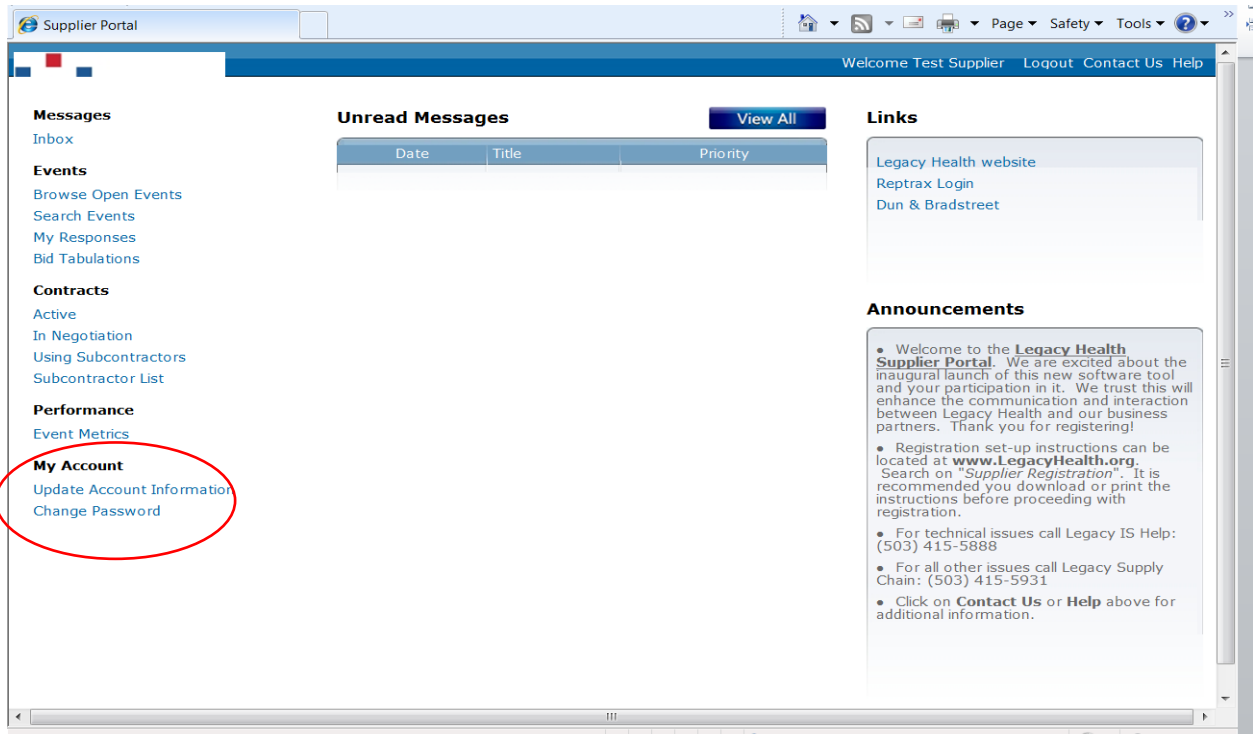 Supplier Portal
Page Safety Tools
Welcome Test Supplier Logout Contact Us Help
Messages
Inbox
Events
Browse Open Events
Search Events
My Responses
Bid Tabulations
Contracts
Active
In Negotiation
Using Subcontractors
Subcontractor List
Performance
Event Metrics
My Account
Update Account Information
Change Password
Unread Messages
View All
Date Title Priority
Links
Legacy Health website
Reptrax Login
Dun & Bradstreet
Announcements
• Welcome to the Legacy Health
Supplier Portal. We are excited about the
inaugural launch of this new software tool
and your participation in it. We trust this will
enhance the communication and interaction
between Legacy Health and our business
partners. Thank you for registering!
• Registration set-up instructions can be
located at www.LegacyHealth.org.
Search on "Supplier Registration". It is
recommended you download or print the
instructions before proceeding with
registration.
• For technical issues call Legacy IS Help:
(503) 415-5888
• For all other issues call Legacy Supply
Chain: (503) 415-5931
• Click on Contact Us or Help above for
additional information.